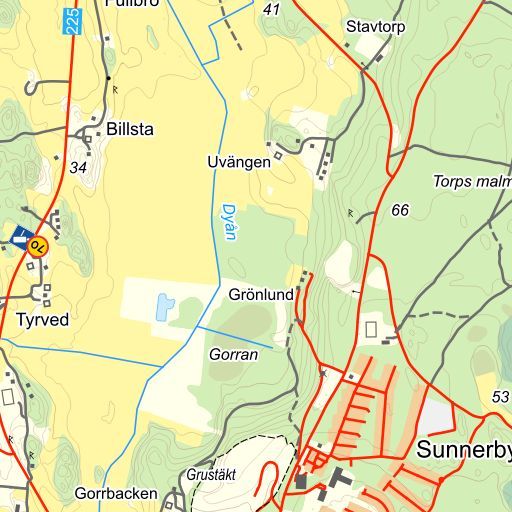 Fullbro
41
225
Stavtorp
Billsta
Uvängen
34
Torps malm
Dyån
66
70
Grönlund
Tyrved
Gorran
53
Sunnerby
Grustäkt
Gorrbacken